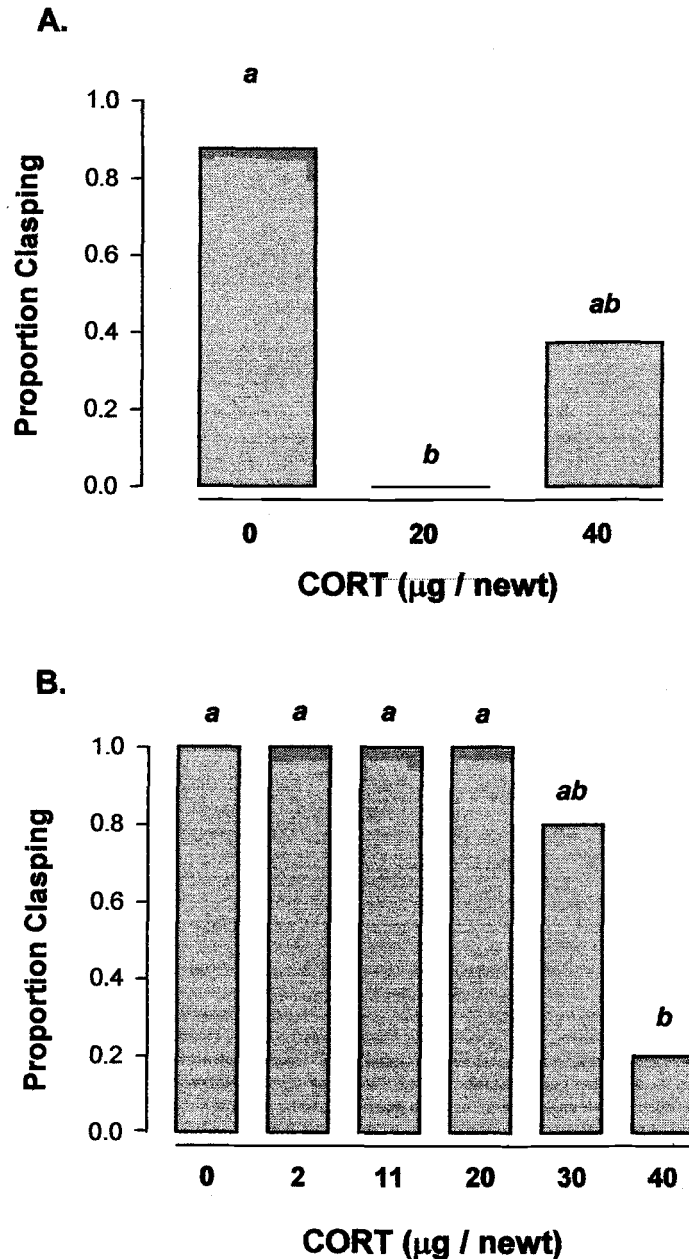 A.
a
1.0
0.8
0.6
0.4
0.2
0.0
Proportion Clasping
ab
b
0 20 40
CORT (μg / newt)
B.
a a a a
1.0
0.8
0.6
0.4
0.2
0.0
Proportion Clasping
ab
b
0 2 11 20 30 40
CORT (μg / newt)